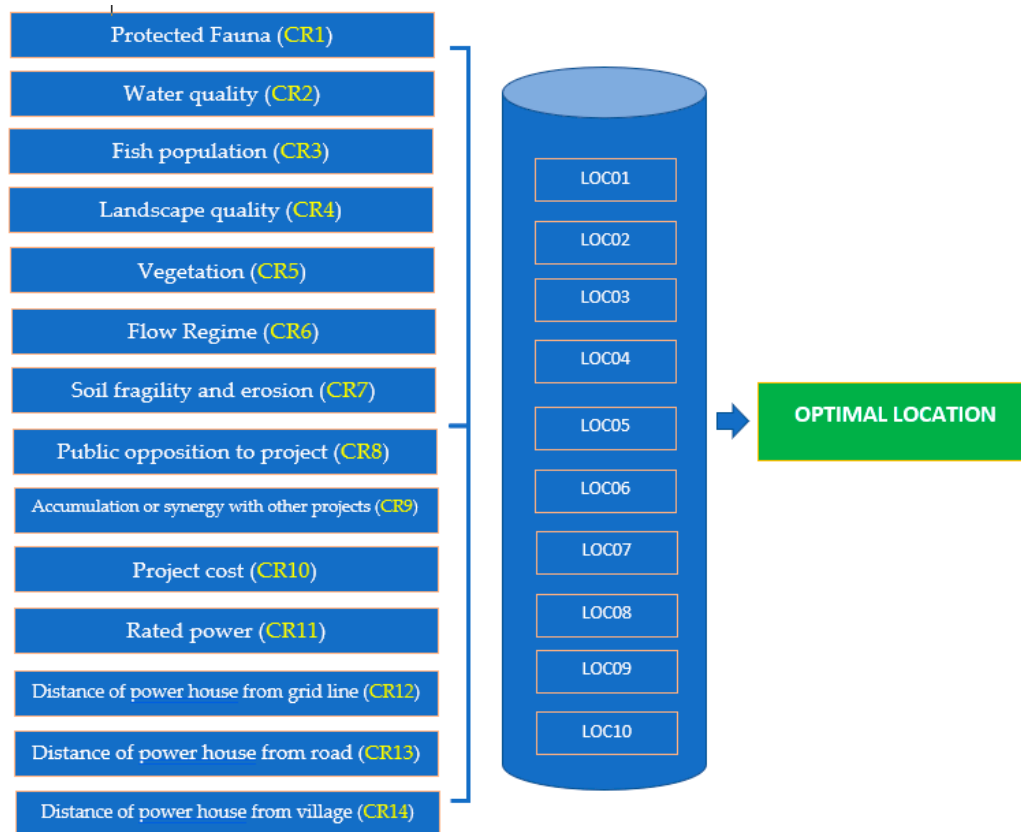 Protected Fauna (CR1)
Water quality (CR2)
Fish population (CR3)
Landscape quality (CR4)
Vegetation (CR5)
Flow Regime (CR6)
Soil fragility and erosion (CR7)
Public opposition to project (CR8)
Accumulation or synergy with other projects (CR9)
Project cost (CR10)
Rated power (CR11)
Distance of power house from grid line (CR12)
Distance of power house from road (CR13)
Distance of power house from village (CR14)
LOC01
LOC02
LOC03
LOC04
LOC05
LOC06
LOC07
LOC08
LOC09
LOC10
OPTIMAL LOCATION